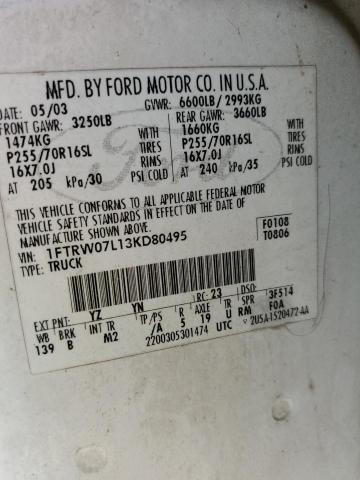 MFD. BY FORD MOTOR CO. IN U.S.A.
DATE: 05/03 GVWR: 6600LB/ 2993KG
FRONT GAWR: 3250LB REAR GAWR: 3660LB
1474KG WITH 1660KG WITH
P255/70R16SL TIRES P255/70R16SL TIRES
16X7.0J RIMS 16X7.0J RIMS
AT 205 kPa/30 PSI COLD AT 240 kPa/35 PSI COLD
THIS VEHICLE CONFORMS TO ALL APPLICABLE FEDERAL MOTOR
VEHICLE SAFETY STANDARDS IN EFFECT ON THE DATE OF
MANUFACTURE SHOWN ABOVE.
VIN: 1FTRW07L13KD80495 F0108
TYPE: TRUCK T0806
EXT PNT: YZ YN RC: 23 DSO: 3F514
WB BRK INT TR TP/PS R AXLE TR SPR F0A
139 B M2 /A 5 19 U RM
2200305301474 UTC 2U5A-1520472-AA
Ford